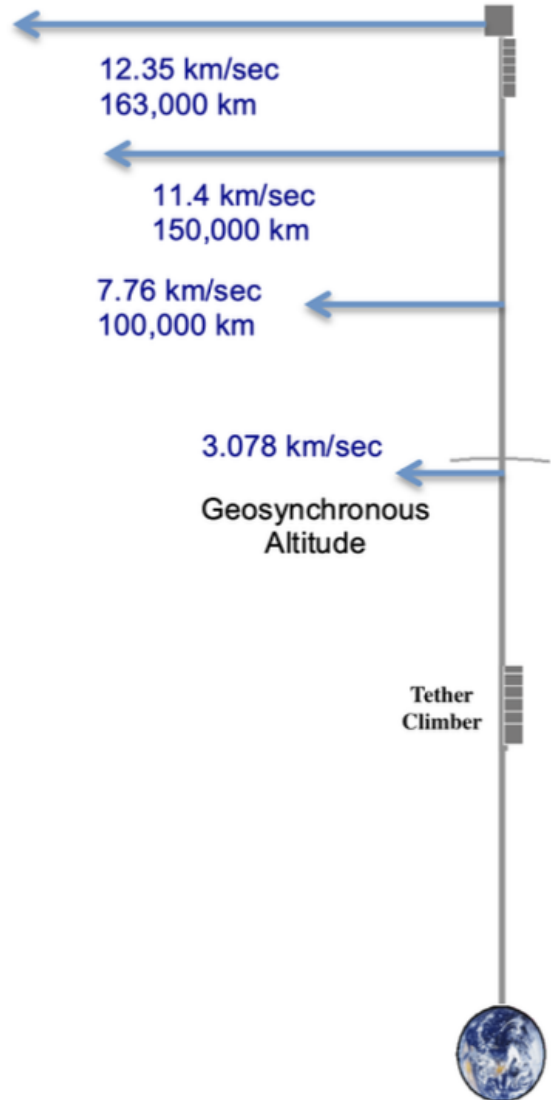 12.35 km/sec
163,000 km
11.4 km/sec
150,000 km
7.76 km/sec
100,000 km
3.078 km/sec
Geosynchronous
Altitude
Tether
Climber